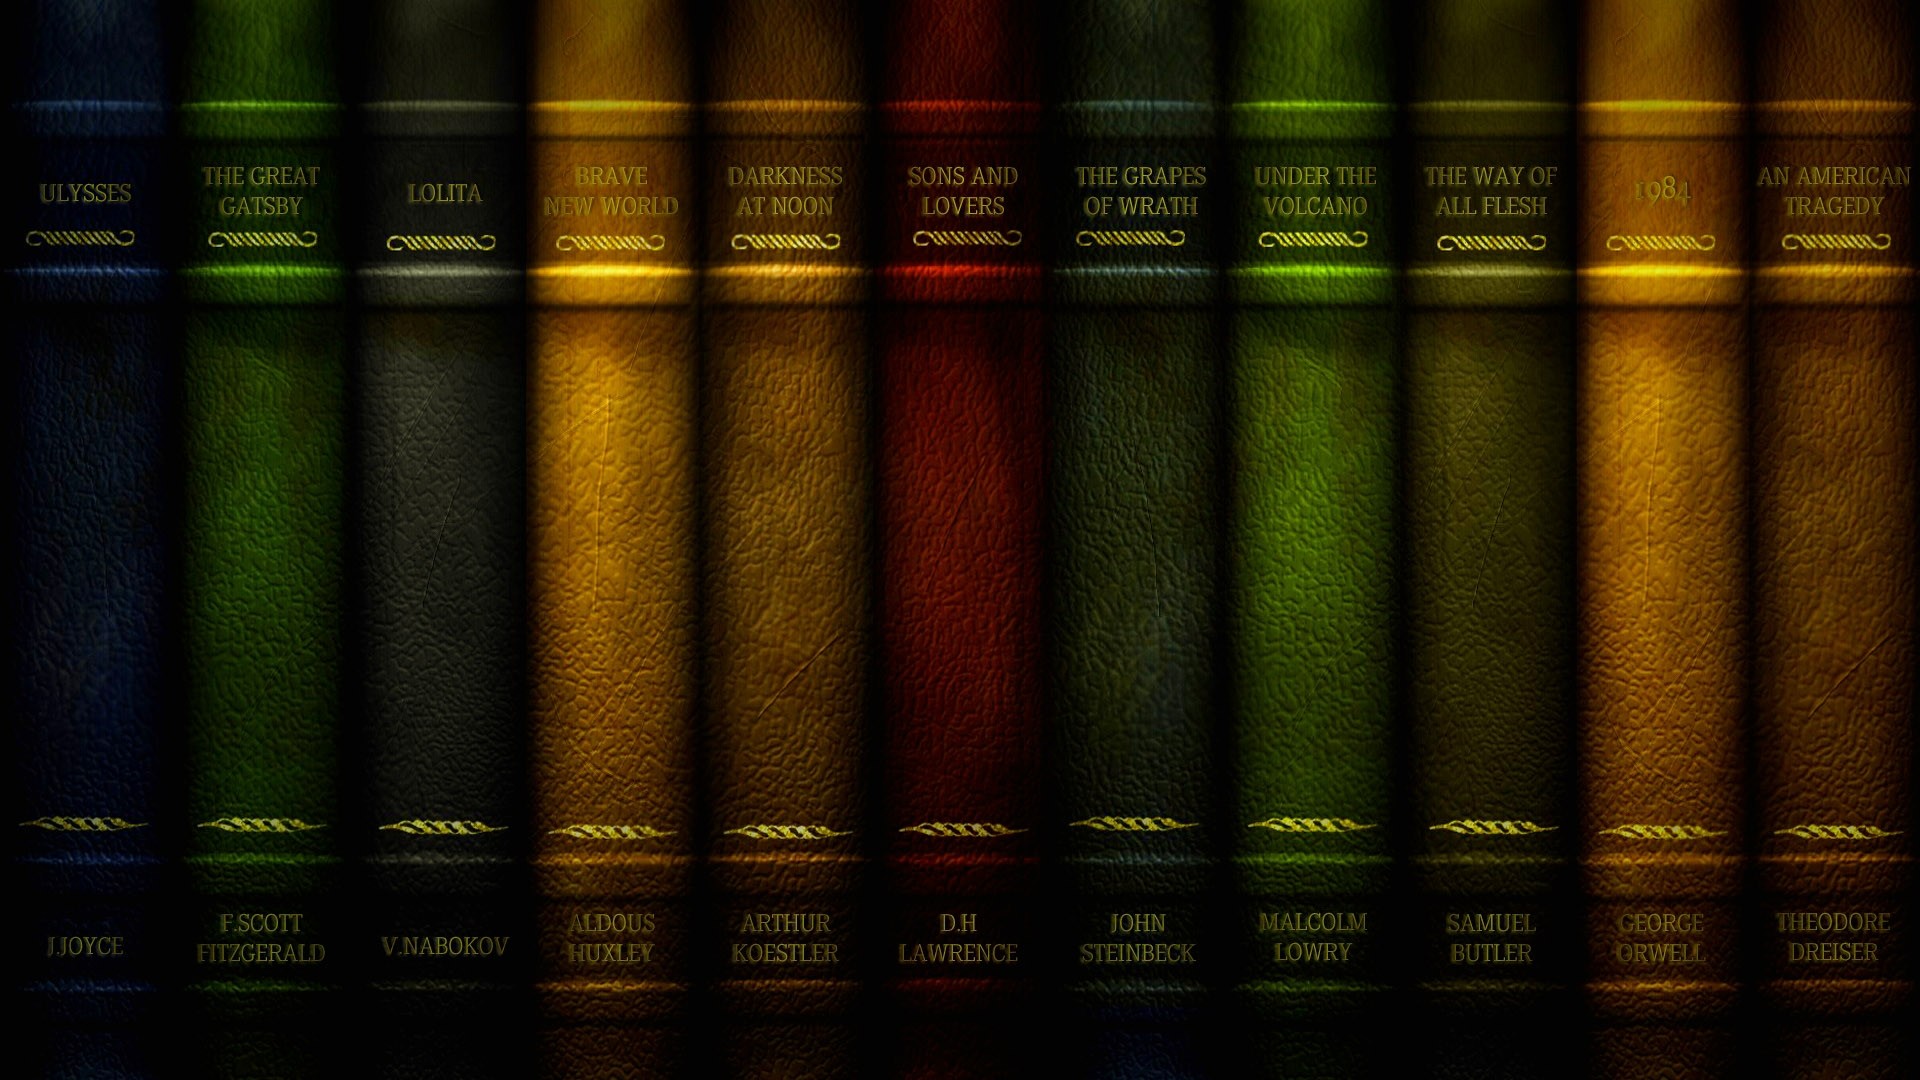 ULYSSES
J.JOYCE
THE GREAT
GATSBY
F.SCOTT
FITZGERALD
LOLITA
V.NABOKOV
BRAVE
NEW WORLD
ALDOUS
HUXLEY
DARKNESS
AT NOON
ARTHUR
KOESTLER
SONS AND
LOVERS
D.H
LAWRENCE
THE GRAPES
OF WRATH
JOHN
STEINBECK
UNDER THE
VOLCANO
MALCOLM
LOWRY
THE WAY OF
ALL FLESH
SAMUEL
BUTLER
1984
GEORGE
ORWELL
AN AMERICAN
TRAGEDY
THEODORE
DREISER